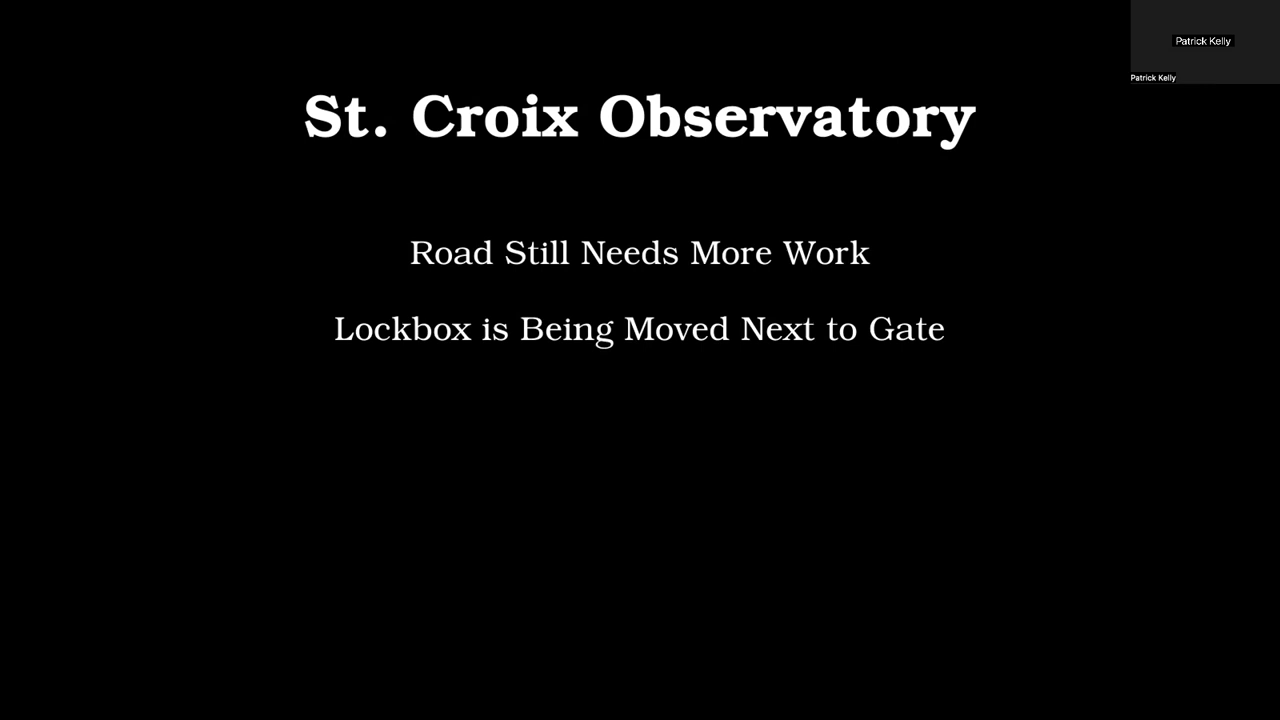 Patrick Kelly
Patrick Kelly
St. Croix Observatory
Road Still Needs More Work
Lockbox is Being Moved Next to Gate